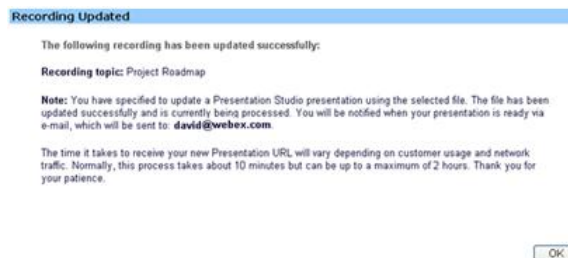 Recording Updated
The following recording has been updated successfully:
Recording topic: Project Roadmap
Note: You have specified to update a Presentation Studio presentation using the selected file. The file has been
updated successfully and is currently being processed. You will be notified when your presentation is ready via
e-mail, which will be sent to: david@webex.com.
The time it takes to receive your new Presentation URL will vary depending on customer usage and network
traffic. Normally, this process takes about 10 minutes but can be up to a maximum of 2 hours. Thank you for
your patience.
OK